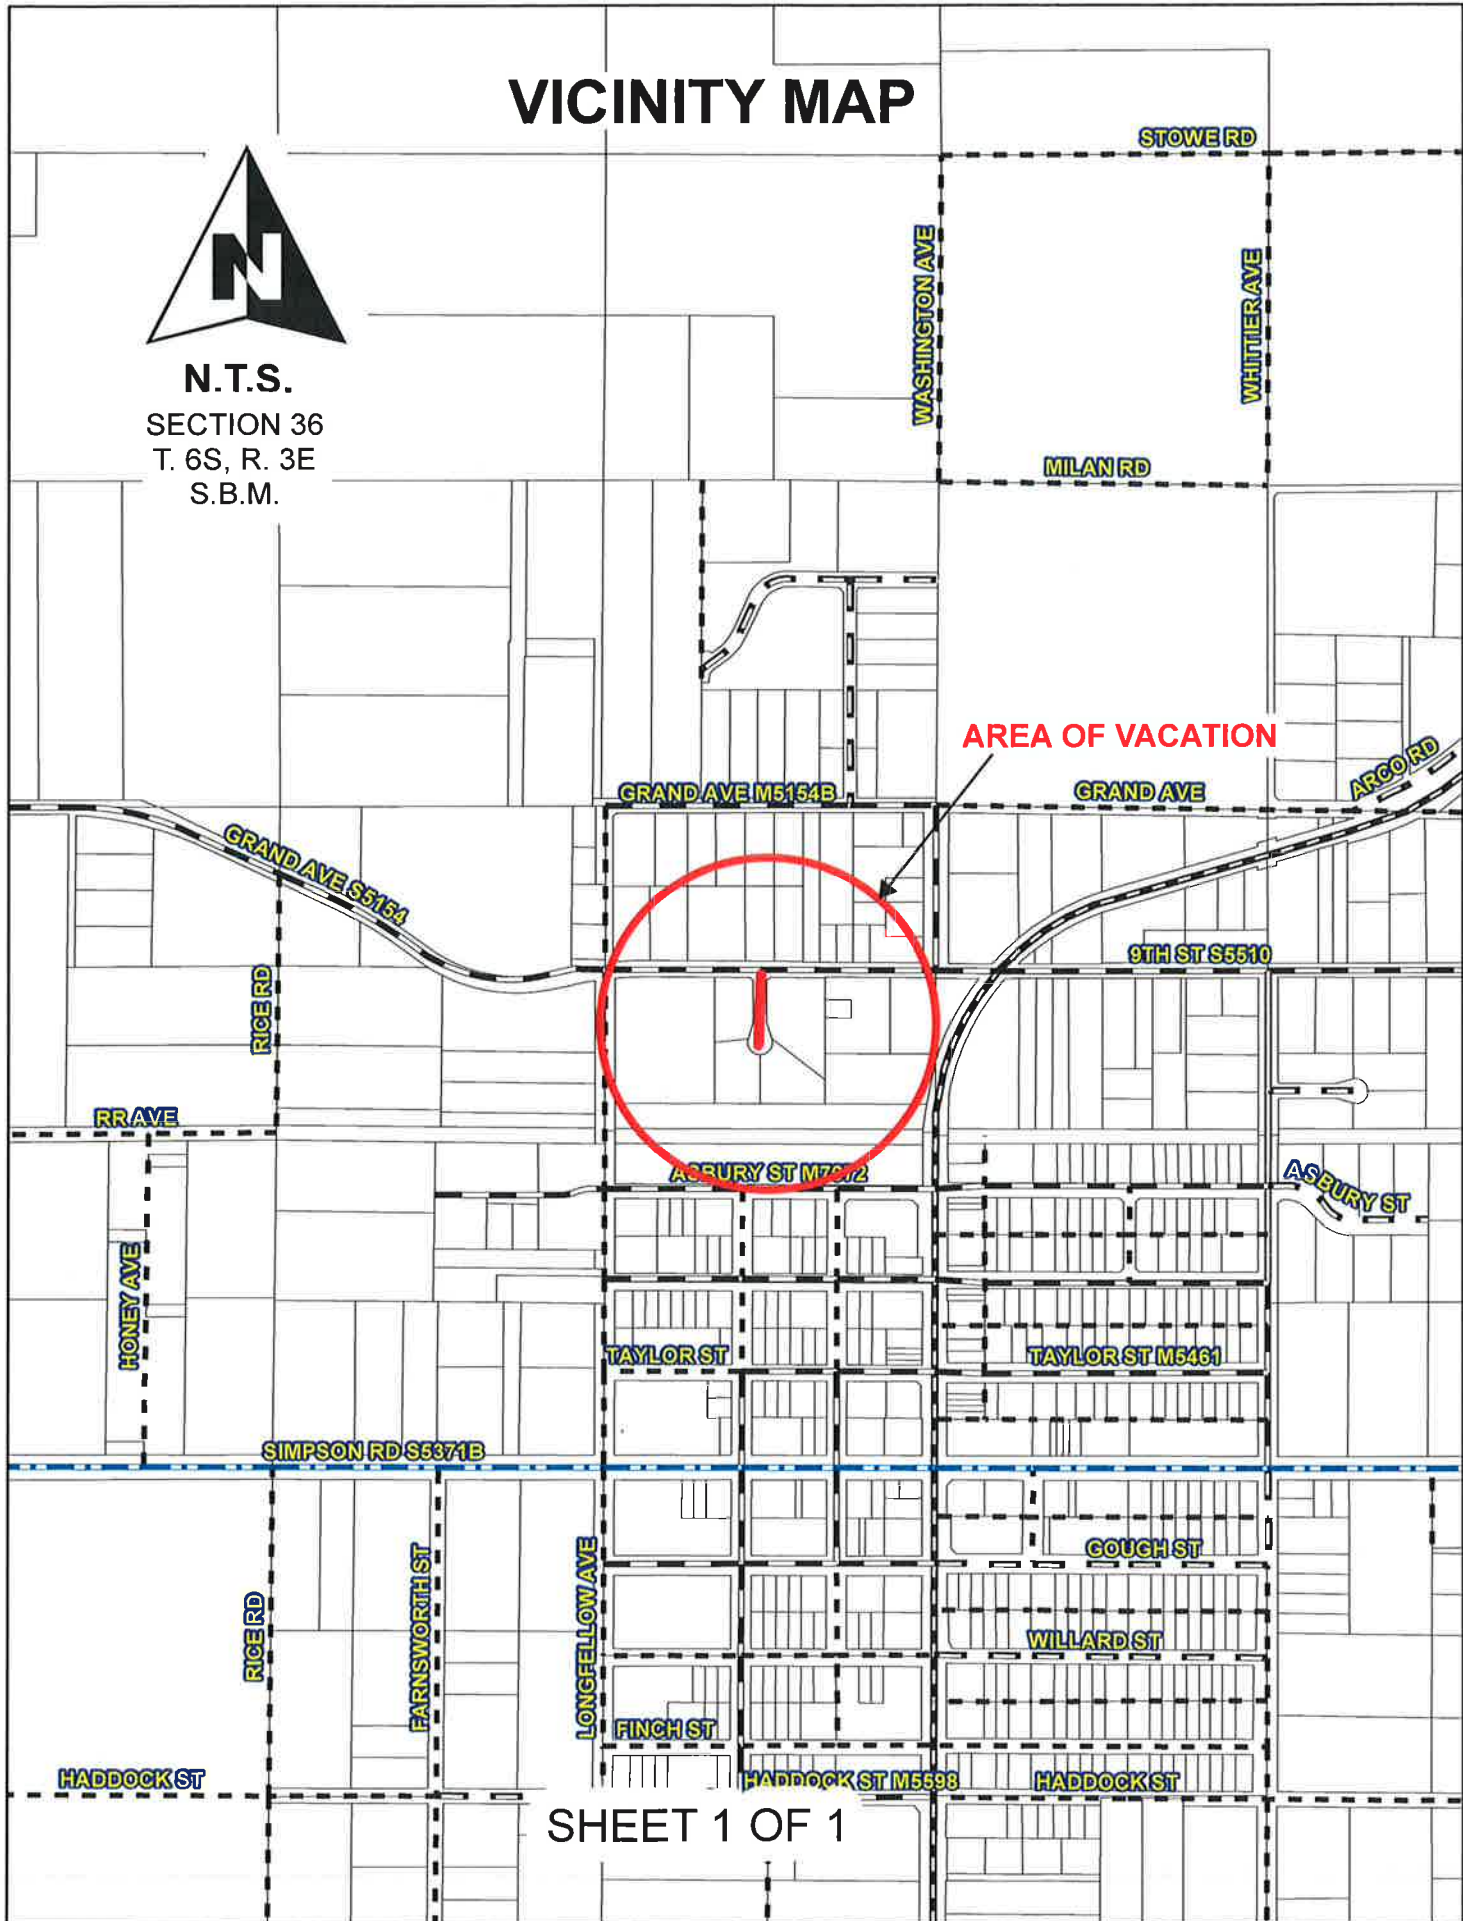 VICINITY MAP
STOWE RD
WASHINGTON AVE
WHITTIER AVE
N
N.T.S.
SECTION 36
T. 6S, R. 3E
S.B.M.
MILAN RD
AREA OF VACATION
ARCO RD
GRAND AVE M5154B
GRAND AVE
GRAND AVE S5154
9TH ST S5510
RICE RD
RR AVE
ASBURY ST M7072
ASBURY ST
HONEY AVE
TAYLOR ST
TAYLOR ST M5461
SIMPSON RD S5371B
GOUGH ST
FARNSWORTH ST
LONGFELLOW AVE
RICE RD
WILLARD ST
FINCH ST
HADDOCK ST
HADDOCK ST M5598
HADDOCK ST
SHEET 1 OF 1